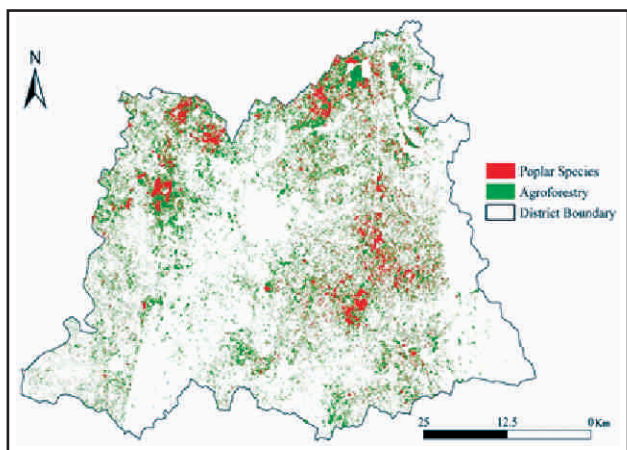 N
Poplar Species
Agroforestry
District Boundary
25 12.5 0 Km